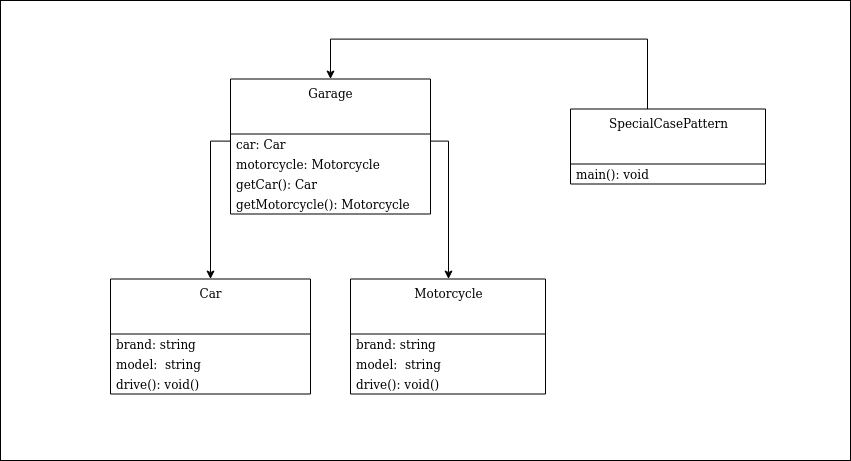 Garage
car: Car
motorcycle: Motorcycle
getCar(): Car
getMotorcycle(): Motorcycle
SpecialCasePattern
main(): void
Car
brand: string
model:  string
drive(): void()
Motorcycle
brand: string
model:  string
drive(): void()